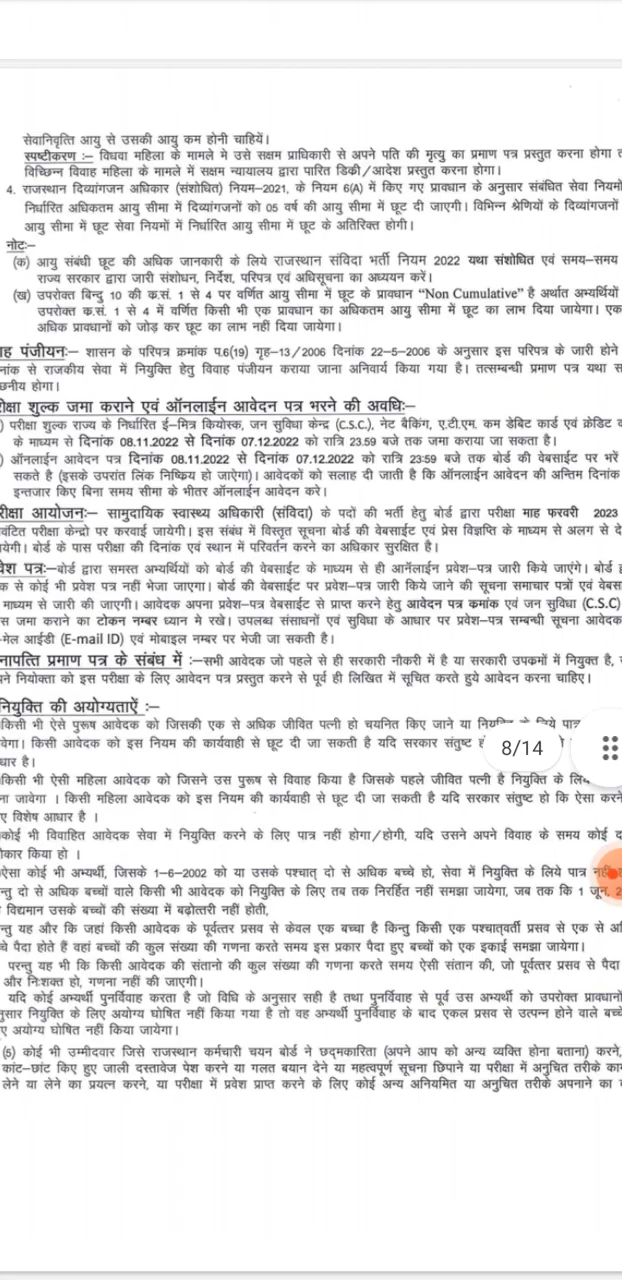 सेवानिवृत्ति आयु से उसकी आयु कम होनी चाहियें।
स्पष्टीकरण :– विधवा महिला के मामले मे उसे सक्षम प्राधिकारी से अपने पति की मृत्यु का प्रमाण पत्र प्रस्तुत करना होगा
विच्छिन्न विवाह महिला के मामले में सक्षम न्यायालय द्वारा पारित डिक्री/आदेश प्रस्तुत करना होगा।
4. राजस्थान दिव्यांगजन अधिकार (संशोधित) नियम–2021, के नियम 6(A) में किए गए प्रावधान के अनुसार संबंधित सेवा नियमो
निर्धारित अधिकतम आयु सीमा में दिव्यांगजनों को 05 वर्ष की आयु सीमा में छूट दी जाएगी। विभिन्न श्रेणियों के दिव्यांगजनों
आयु सीमा में छूट सेवा नियमों में निर्धारित आयु सीमा में छूट के अतिरिक्त होगी।
नोटः–
(क) आयु संबंधी छूट की अधिक जानकारी के लिये राजस्थान संविदा भर्ती नियम 2022 यथा संशोधित एवं समय–समय
राज्य सरकार द्वारा जारी संशोधन, निर्देश, परिपत्र एवं अधिसूचना का अध्ययन करें।
(ख) उपरोक्त बिन्दु 10 की क्र.सं. 1 से 4 पर वर्णित आयु सीमा में छूट के प्रावधान “Non Cumulative” है अर्थात अभ्यर्थियों
उपरोक्त क्र.सं. 1 से 4 में वर्णित किसी भी एक प्रावधान का अधिकतम आयु सीमा में छूट का लाभ दिया जायेगा। एक
अधिक प्रावधानों को जोड़ कर छूट का लाभ नहीं दिया जायेगा।
ाह पंजीयनः– शासन के परिपत्र क्रमांक प.6(19) गृह–13/2006 दिनांक 22–5–2006 के अनुसार इस परिपत्र के जारी होने
नांक से राजकीय सेवा में नियुक्ति हेतु विवाह पंजीयन कराया जाना अनिवार्य किया गया है। तत्सम्बन्धी प्रमाण पत्र यथा स
छनीय होगा।
रीक्षा शुल्क जमा कराने एवं ऑनलाईन आवेदन पत्र भरने की अवधिः–
) परीक्षा शुल्क राज्य के निर्धारित ई–मित्र कियोस्क, जन सुविधा केन्द्र (C.S.C.), नेट बैकिंग, ए.टी.एम. कम डेबिट कार्ड एवं क्रेडिट
के माध्यम से दिनांक 08.11.2022 से दिनांक 07.12.2022 को रात्रि 23.59 बजे तक जमा कराया जा सकता है।
) ऑनलाईन आवेदन पत्र दिनांक 08.11.2022 से दिनांक 07.12.2022 को रात्रि 23:59 बजे तक बोर्ड की वेबसाईट पर भरें
सकते है (इसके उपरांत लिंक निष्क्रिय हो जाऐगा)। आवेदकों को सलाह दी जाती है कि ऑनलाईन आवेदन की अन्तिम दिनांक
इन्तजार किए बिना समय सीमा के भीतर ऑनलाईन आवेदन करे।
रीक्षा आयोजनः– सामुदायिक स्वास्थ्य अधिकारी (संविदा) के पदों की भर्ती हेतु बोर्ड द्वारा परीक्षा माह फरवरी 2023
वंटित परीक्षा केन्द्रो पर करवाई जायेगी। इस संबंध में विस्तृत सूचना बोर्ड की वेबसाईट एवं प्रेस विज्ञप्ति के माध्यम से अलग से दे
येगी। बोर्ड के पास परीक्षा की दिनांक एवं स्थान में परिवर्तन करने का अधिकार सुरक्षित है।
वेश पत्रः–बोर्ड द्वारा समस्त अभ्यर्थियों को बोर्ड की वेबसाईट के माध्यम से ही आनॅलाईन प्रवेश–पत्र जारी किये जाएंगे। बोर्ड
क से कोई भी प्रवेश पत्र नहीं भेजा जाएगा। बोर्ड की वेबसाईट पर प्रवेश–पत्र जारी किये जाने की सूचना समाचार पत्रों एवं वेबस
माध्यम से जारी की जाएगी। आवेदक अपना प्रवेश–पत्र वेबसाईट से प्राप्त करने हेतु आवेदन पत्र क्रमांक एवं जन सुविधा (C.S.C)
स जमा कराने का टोकन नम्बर ध्यान मे रखे। उपलब्ध संसाधनों एवं सुविधा के आधार पर प्रवेश–पत्र सम्बन्धी सूचना आवेदक
–मेल आईडी (E-mail ID) एवं मोबाइल नम्बर पर भेजी जा सकती है।
नापत्ति प्रमाण पत्र के संबंध में :–सभी आवेदक जो पहले से ही सरकारी नौकरी में है या सरकारी उपक्रमों में नियुक्त है,
ने नियोक्ता को इस परीक्षा के लिए आवेदन पत्र प्रस्तुत करने से पूर्व ही लिखित में सूचित करते हुये आवेदन करना चाहिए।
नियुक्ति की अयोग्यताऐं :–
किसी भी ऐसे पुरूष आवेदक को जिसकी एक से अधिक जीवित पत्नी हो चयनित किए जाने या पात्र
वेगा। किसी आवेदक को इस नियम की कार्यवाही से छूट दी जा सकती है यदि सरकार संतुष्ट
धार है।
किसी भी ऐसी महिला आवेदक को जिसने उस पुरूष से विवाह किया है जिसके पहले जीवित पत्नी है नियुक्ति के
ना जावेगा । किसी महिला आवेदक को इस नियम की कार्यवाही से छूट दी जा सकती है यदि सरकार संतुष्ट हो कि ऐसा करने
ए विशेष आधार है ।
कोई भी विवाहित आवेदक सेवा में नियुक्ति करने के लिए पात्र नहीं होगा/होगी, यदि उसने अपने विवाह के समय कोई द
ोकार किया हो ।
ऐसा कोई भी अभ्यर्थी, जिसके 1–6–2002 को या उसके पश्चात् दो से अधिक बच्चे हो, सेवा में नियुक्ति के लिये पात्र
न्तु दो से अधिक बच्चों वाले किसी भी आवेदक को नियुक्ति के लिए तब तक निरर्हित नहीं समझा जायेगा, जब तक कि 1 जून,
विद्यमान उसके बच्चों की संख्या में बढ़ोत्तरी नहीं होती,
न्तु यह और कि जहां किसी आवेदक के पूर्वत्तर प्रसव से केवल एक बच्चा है किन्तु किसी एक पश्चात्वर्ती प्रसव से एक से अ
चे पैदा होते हैं वहां बच्चों की कुल संख्या की गणना करते समय इस प्रकार पैदा हुए बच्चों को एक इकाई समझा जायेगा।
परन्तु यह भी कि किसी आवेदक की संतानो की कुल संख्या की गणना करते समय ऐसी संतान की, जो पूर्वत्तर प्रसव से पैदा
और निःशक्त हो, गणना नहीं की जाएगी।
यदि कोई अभ्यर्थी पुनर्विवाह करता है जो विधि के अनुसार सही है तथा पुनर्विवाह से पूर्व उस अभ्यर्थी को उपरोक्त प्रावधानो
नुसार नियुक्ति के लिए अयोग्य घोषित नहीं किया गया है तो वह अभ्यर्थी पुनर्विवाह के बाद एकल प्रसव से उत्पन्न होने वाले बच्चे
ए अयोग्य घोषित नहीं किया जायेगा।
(5) कोई भी उम्मीदवार जिसे राजस्थान कर्मचारी चयन बोर्ड ने छद्मकारिता (अपने आप को अन्य व्यक्ति होना बताना) करने,
कांट–छांट किए हुए जाली दस्तावेज पेश करने या गलत बयान देने या महत्वपूर्ण सूचना छिपाने या परीक्षा में अनुचित तरीके का
लेने या लेने का प्रयत्न करने, या परीक्षा में प्रवेश प्राप्त करने के लिए कोई अन्य अनियमित या अनुचित तरीके अपनाने का
8/14